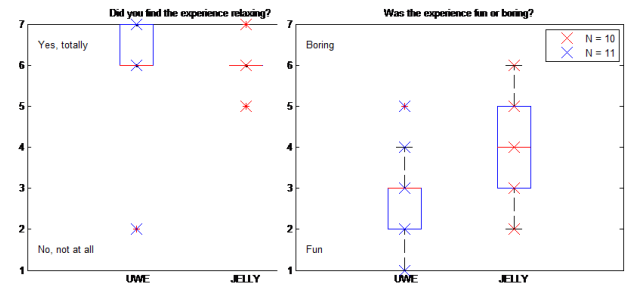 Did you find the experience relaxing?
7
6
5
4
3
2
1
Yes, totally
No, not at all
UWE
JELLY
Was the experience fun or boring?
7
6
5
4
3
2
1
Boring
Fun
N = 10
N = 11
UWE
JELLY